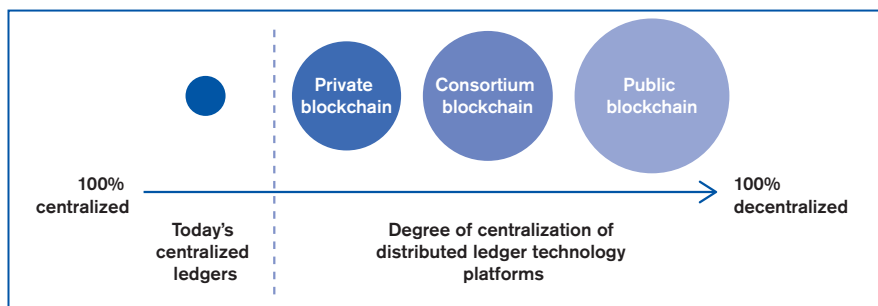 Private
blockchain
Consortium
blockchain
Public
blockchain
100%
centralized
100%
decentralized
Today's
centralized
ledgers
Degree of centralization of
distributed ledger technology
platforms